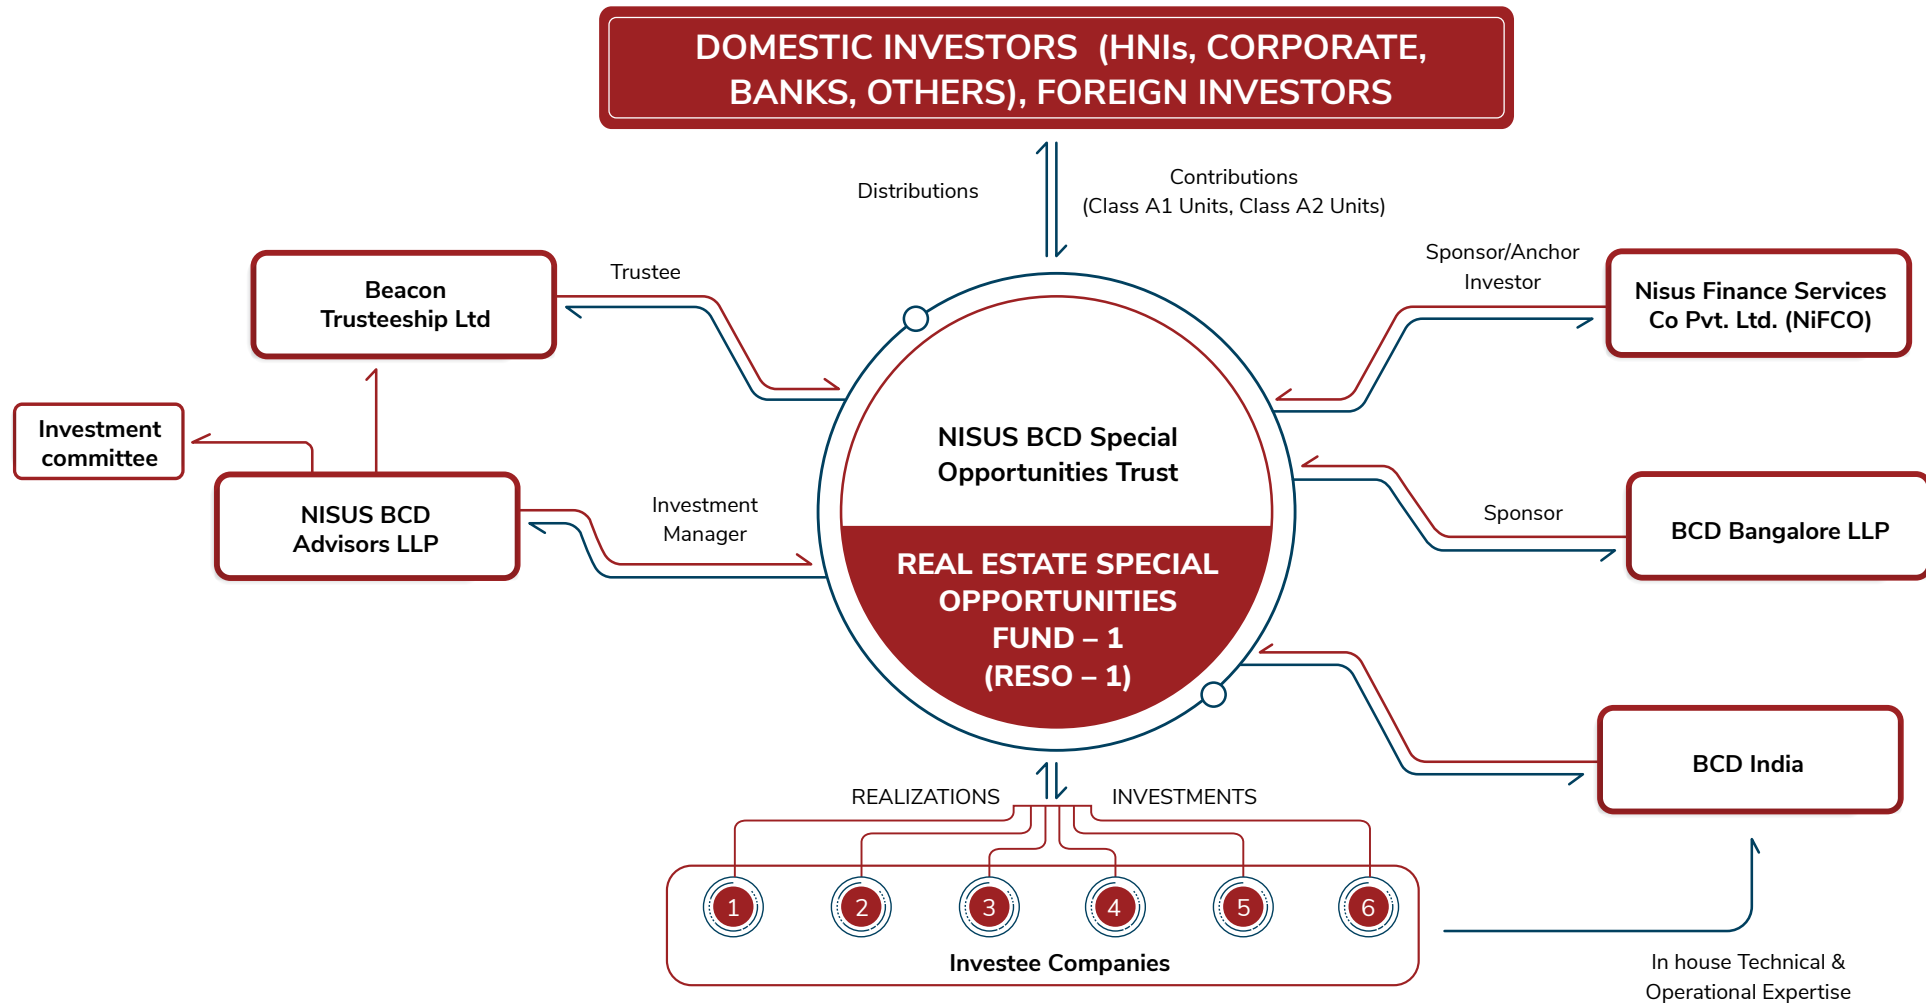 DOMESTIC INVESTORS (HNIs, CORPORATE,
BANKS, OTHERS), FOREIGN INVESTORS
Distributions
Contributions
(Class A1 Units, Class A2 Units)
Beacon
Trusteeship Ltd
Trustee
Sponsor/Anchor
Investor
Nisus Finance Services
Co Pvt. Ltd. (NiFCO)
Investment
committee
NISUS BCD
Advisors LLP
Investment
Manager
NISUS BCD Special
Opportunities Trust
REAL ESTATE SPECIAL
OPPORTUNITIES
FUND – 1
(RESO – 1)
Sponsor
BCD Bangalore LLP
BCD India
REALIZATIONS
INVESTMENTS
1
2
3
4
5
6
Investee Companies
In house Technical &
Operational Expertise